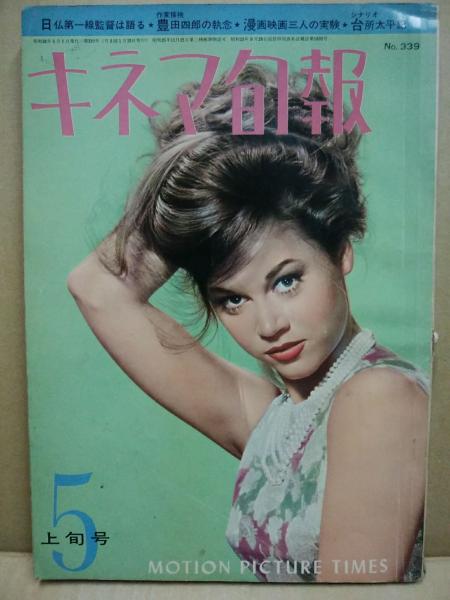 作家探検 シナリオ
日仏第一線監督は語る★豊田四郎の執念★漫画映画三人の実験★台所太平記
No. 339
キネマ旬報
5
上旬号
MOTION PICTURE TIMES